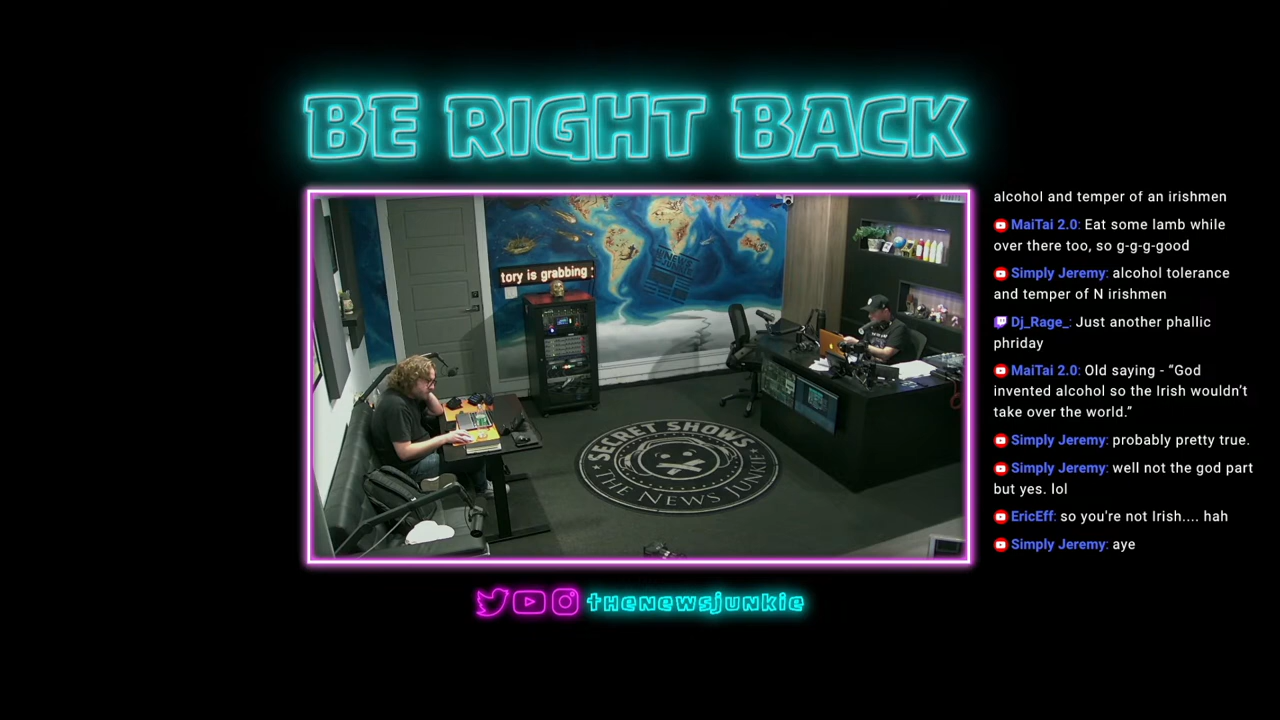 BE RIGHT BACK
alcohol and temper of an irishmen
MaiTai 2.0: Eat some lamb while
over there too, so g-g-g-good
Simply Jeremy: alcohol tolerance
and temper of N irishmen
Dj_Rage_: Just another phallic
phriday
MaiTai 2.0: Old saying - “God
invented alcohol so the Irish wouldn’t
take over the world.”
Simply Jeremy: probably pretty true.
Simply Jeremy: well not the god part
but yes. lol
EricEff: so you're not Irish.... hah
Simply Jeremy: aye
tory is grabbing
THE NEWS
JUNKIE
SECRET SHOWS
THE NEWS JUNKIE
thenewsjunkie